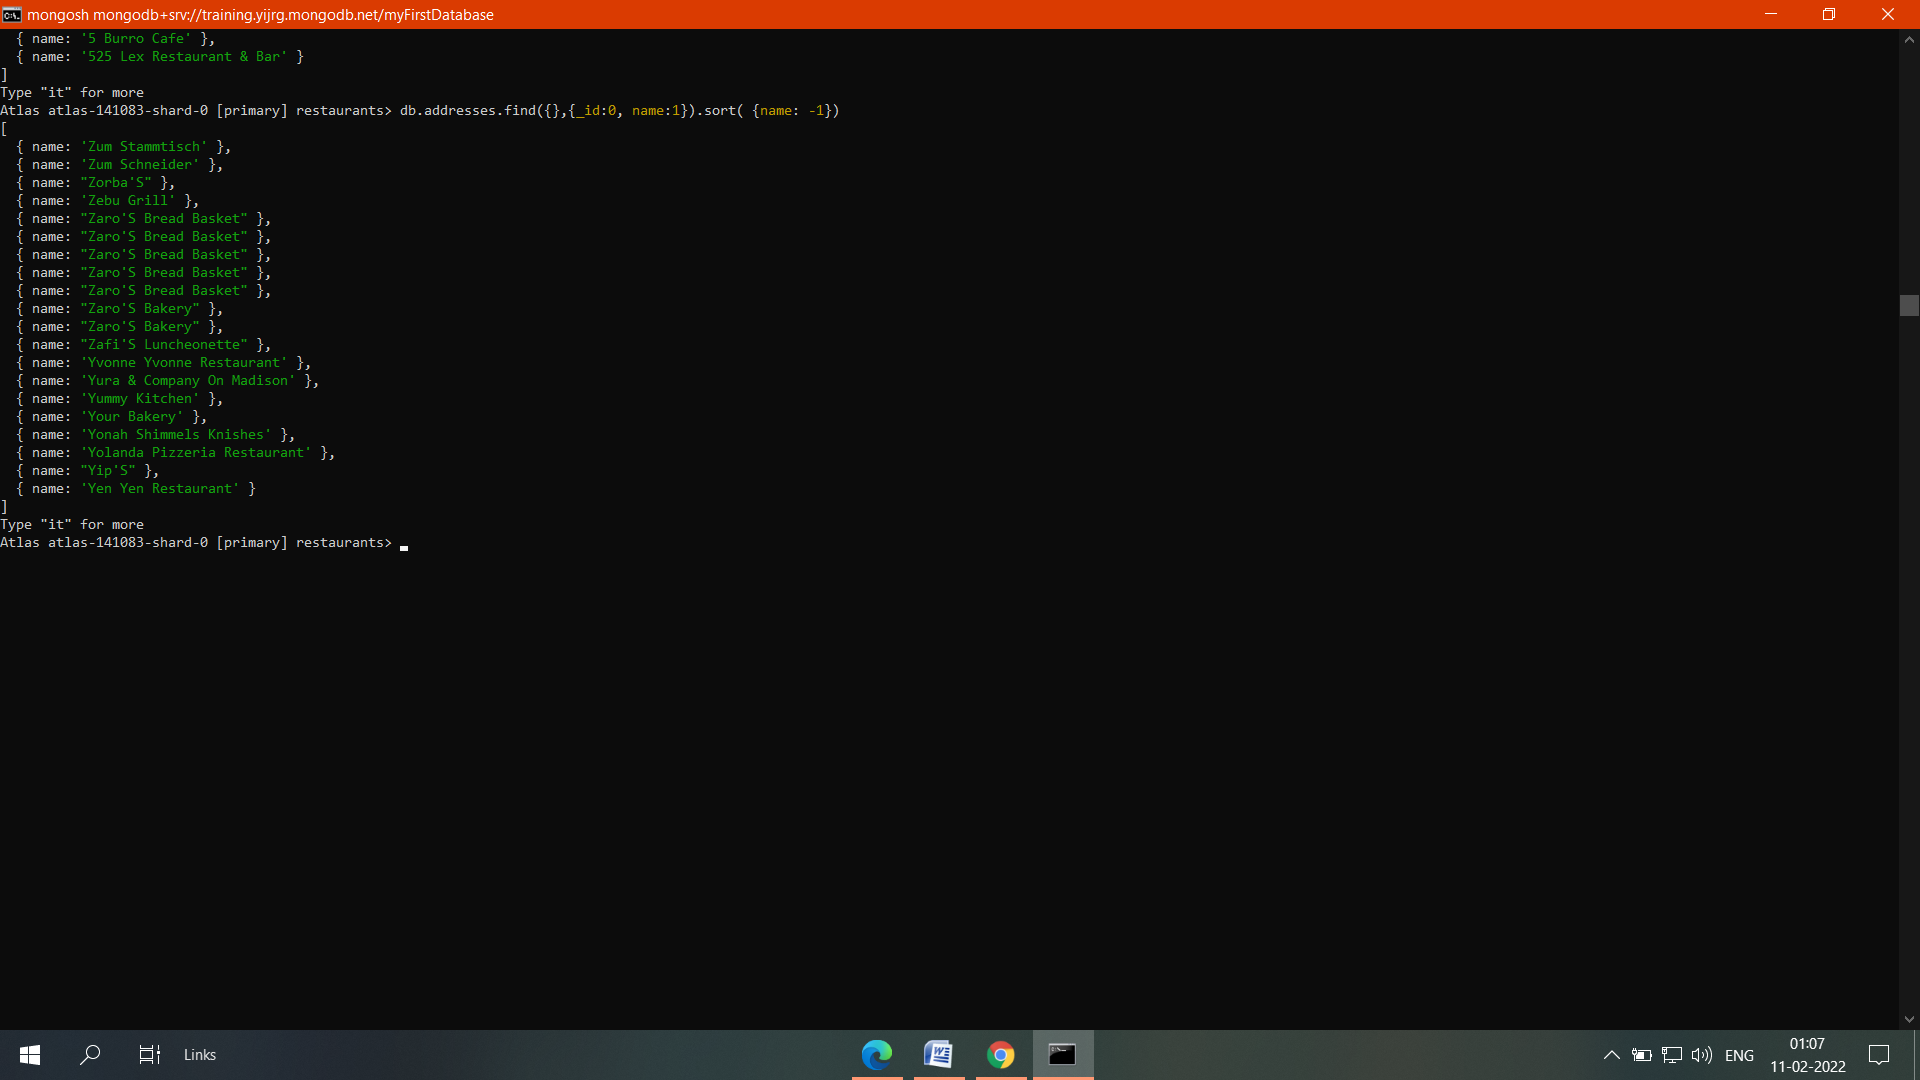 mongosh mongodb+srv://training.yijrg.mongodb.net/myFirstDatabase
  { name: '5 Burro Cafe' },
  { name: '525 Lex Restaurant & Bar' }
]
Type "it" for more
Atlas atlas-141083-shard-0 [primary] restaurants> db.addresses.find({},{_id:0, name:1}).sort( {name: -1})
[
  { name: 'Zum Stammtisch' },
  { name: 'Zum Schneider' },
  { name: "Zorba'S" },
  { name: 'Zebu Grill' },
  { name: "Zaro'S Bread Basket" },
  { name: "Zaro'S Bread Basket" },
  { name: "Zaro'S Bread Basket" },
  { name: "Zaro'S Bread Basket" },
  { name: "Zaro'S Bread Basket" },
  { name: "Zaro'S Bakery" },
  { name: "Zaro'S Bakery" },
  { name: "Zafi'S Luncheonette" },
  { name: 'Yvonne Yvonne Restaurant' },
  { name: 'Yura & Company On Madison' },
  { name: 'Yummy Kitchen' },
  { name: 'Your Bakery' },
  { name: 'Yonah Shimmels Knishes' },
  { name: 'Yolanda Pizzeria Restaurant' },
  { name: "Yip'S" },
  { name: 'Yen Yen Restaurant' }
]
Type "it" for more
Atlas atlas-141083-shard-0 [primary] restaurants>
Links
ENG
01:07
11-02-2022